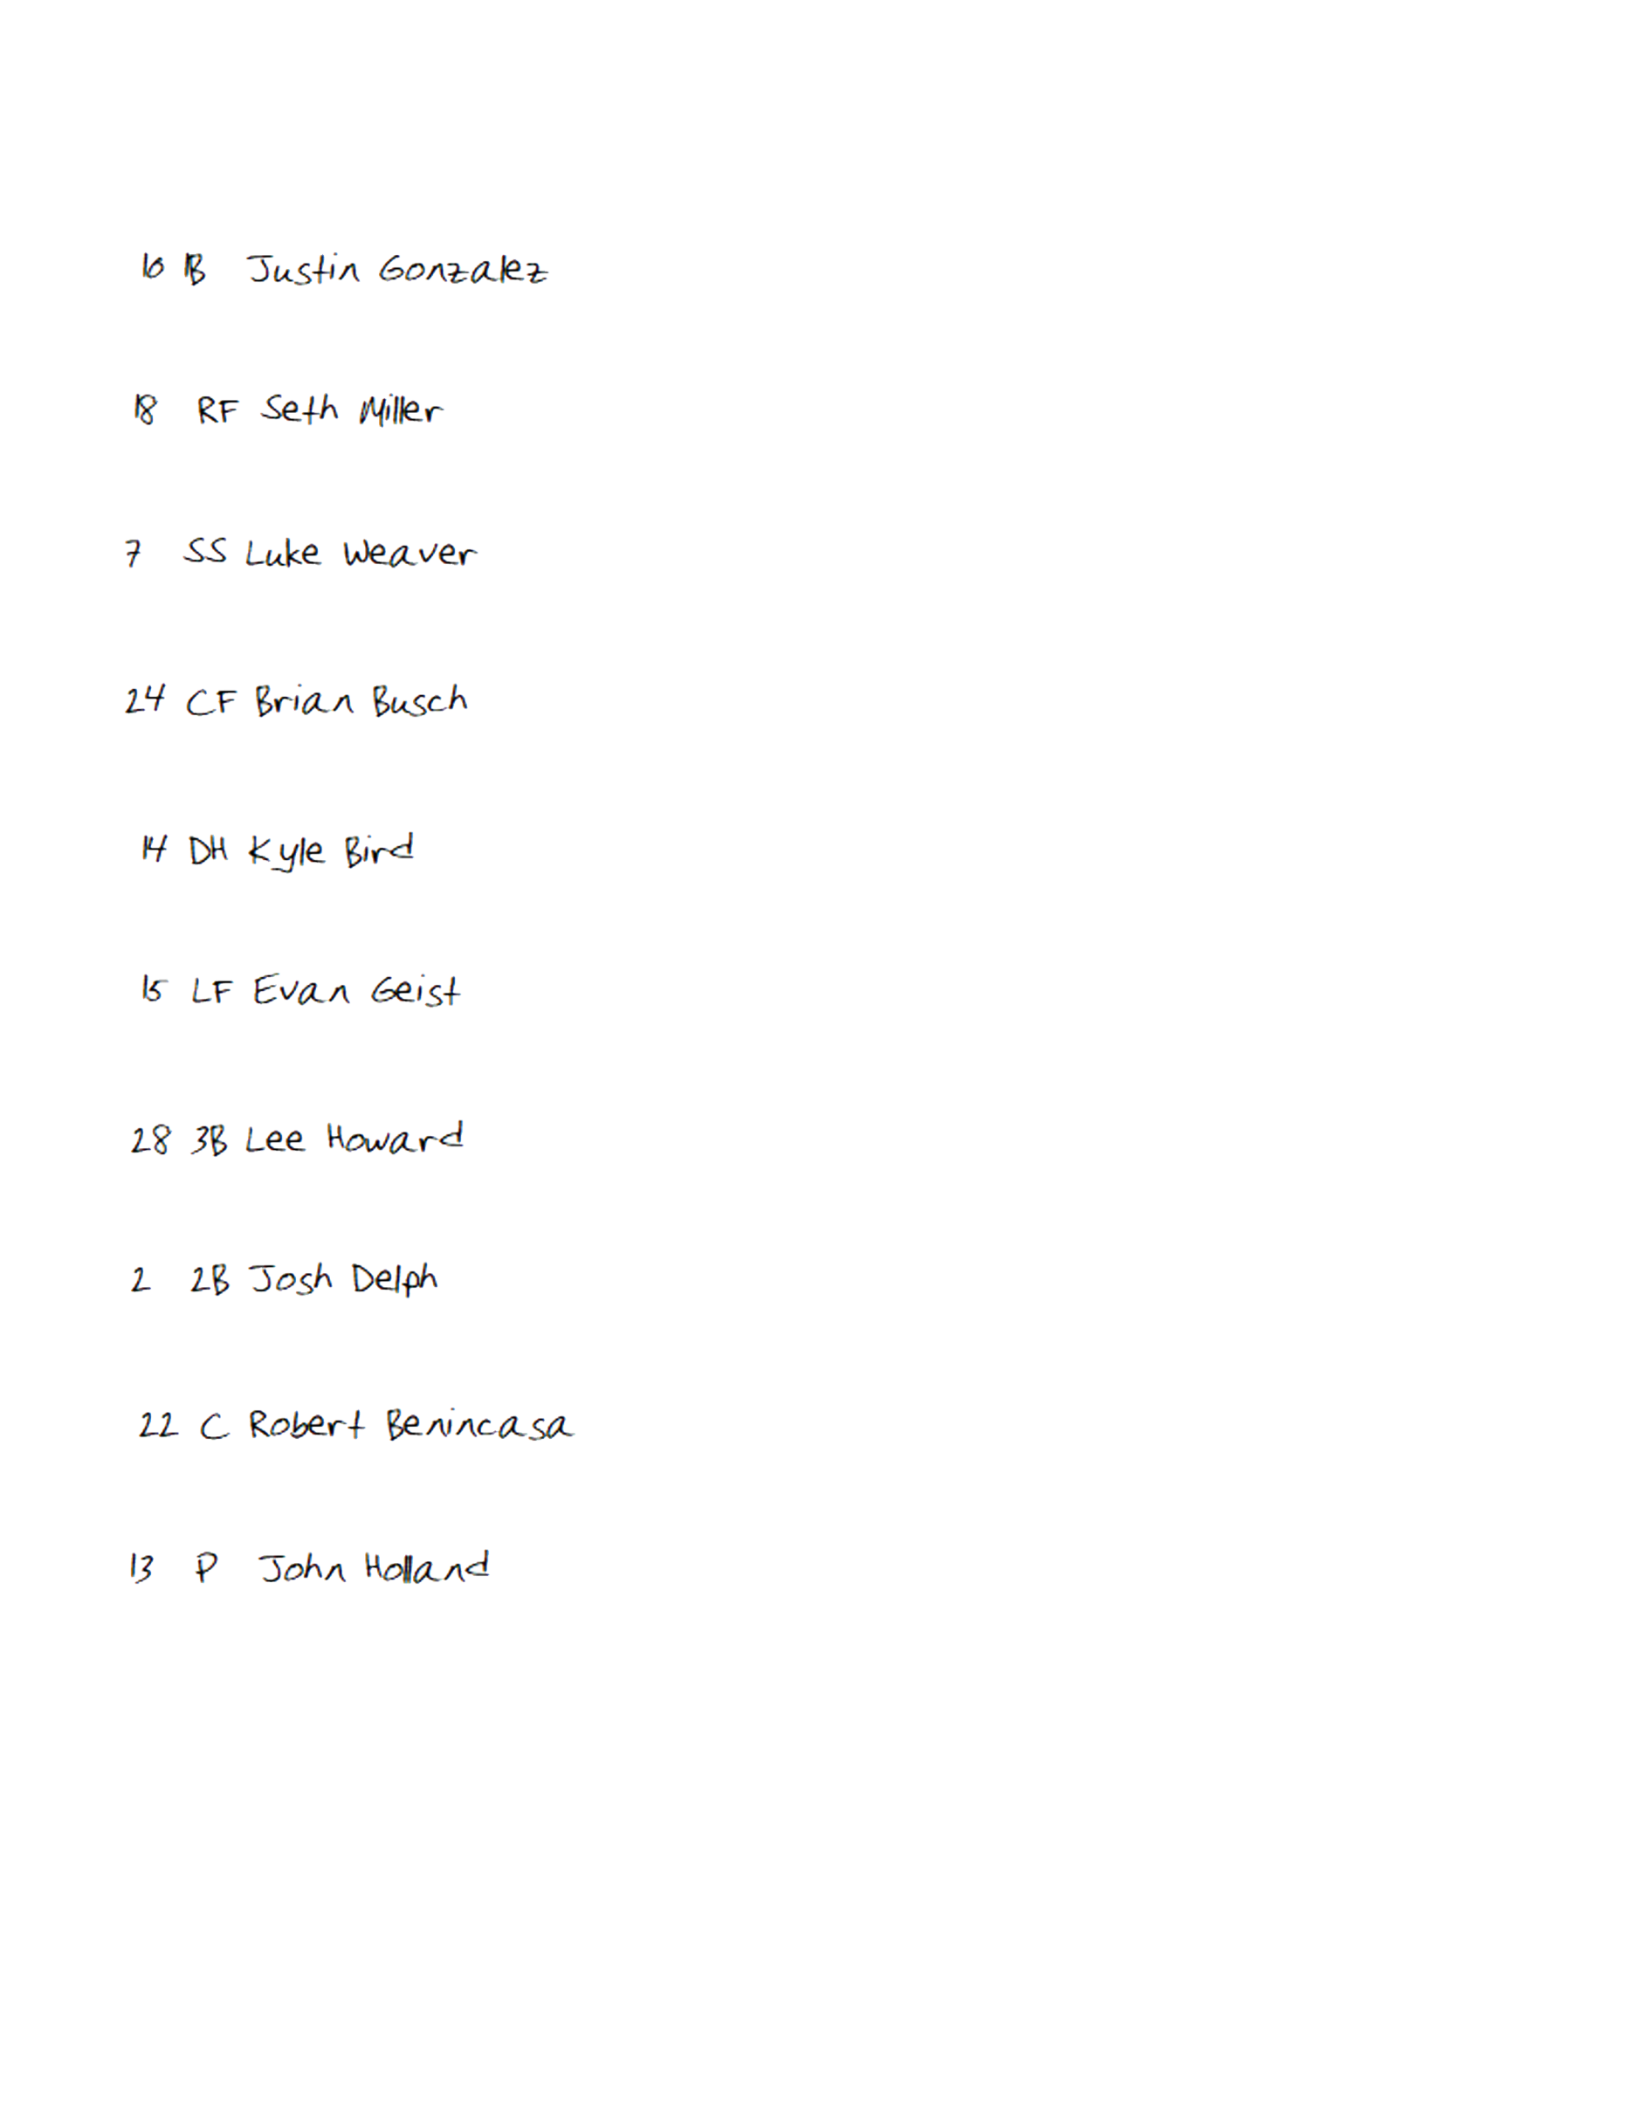 16 1B Justin Gonzalez
18 RF Seth Miller
7 SS Luke Weaver
24 CF Brian Busch
14 DH Kyle Bird
15 LF Evan Geist
28 3B Lee Howard
2 2B Josh Delph
22 C Robert Benincasa
13 P John Holland